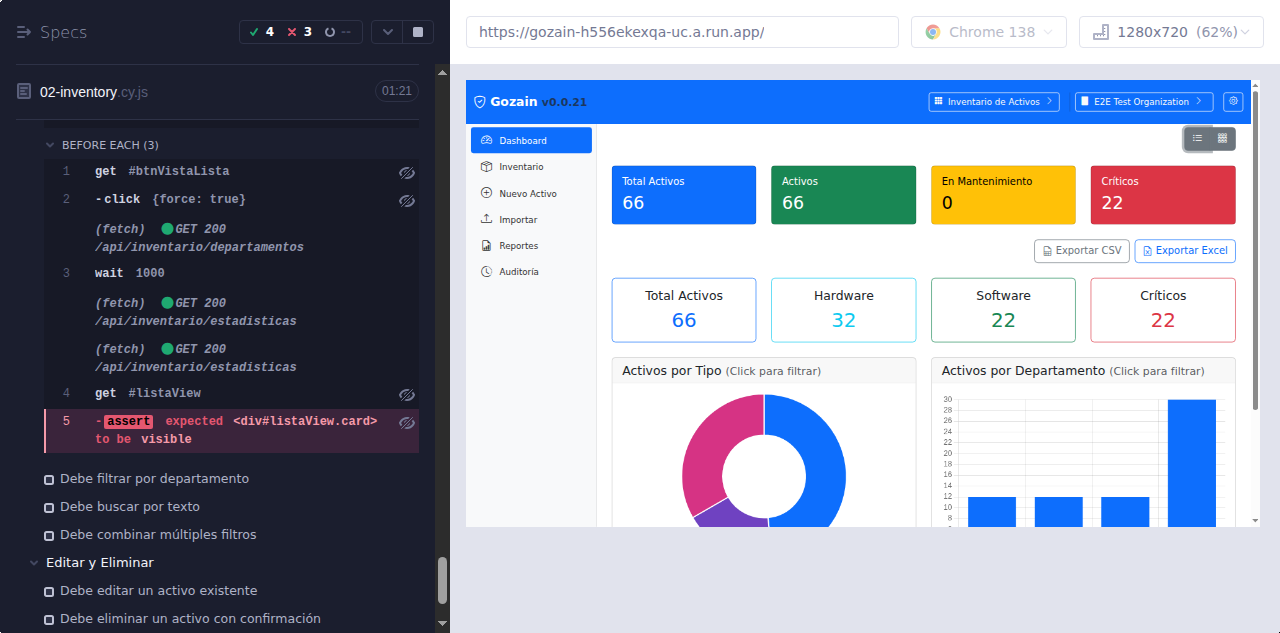 Specs
4
3
--
02-inventory.cy.js
01:21
BEFORE EACH (3)
1 get #btnVistaLista
2 -click {force: true}
(fetch) GET 200
/api/inventario/departamentos
3 wait 1000
(fetch) GET 200
/api/inventario/estadisticas
(fetch) GET 200
/api/inventario/estadisticas
4 get #listaView
5 -assert expected <div#listaView.card>
to be visible
Debe filtrar por departamento
Debe buscar por texto
Debe combinar múltiples filtros
Editar y Eliminar
Debe editar un activo existente
Debe eliminar un activo con confirmación
https://gozain-h556ekexqa-uc.a.run.app/
Chrome 138
1280x720 (62%)
Gozain v0.0.21
Inventario de Activos
E2E Test Organization
Dashboard
Inventario
Nuevo Activo
Importar
Reportes
Auditoría
Total Activos
66
Activos
66
En Mantenimiento
0
Críticos
22
Exportar CSV
Exportar Excel
Total Activos
66
Hardware
32
Software
22
Críticos
22
Activos por Tipo (Click para filtrar)
Activos por Departamento (Click para filtrar)
30
28
26
24
22
20
18
16
14
12
10
8